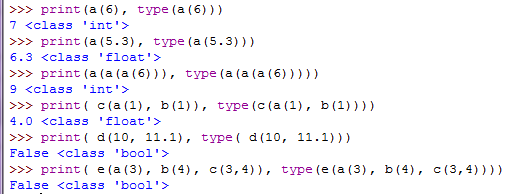 >>> print(a(6), type(a(6)))
7 <class 'int'>
>>> print(a(5.3), type(a(5.3)))
6.3 <class 'float'>
>>> print(a(a(a(6))), type(a(a(a(6)))))
9 <class 'int'>
>>> print( c(a(1), b(1)), type(c(a(1), b(1))))
4.0 <class 'float'>
>>> print( d(10, 11.1), type( d(10, 11.1)))
False <class 'bool'>
>>> print( e(a(3), b(4), c(3,4)), type(e(a(3), b(4), c(3,4))))
False <class 'bool'>